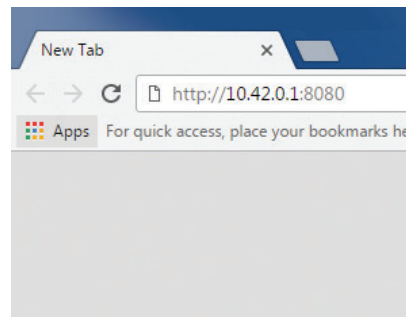 New Tab
http://10.42.0.1:8080
Apps For quick access, place your bookmarks he